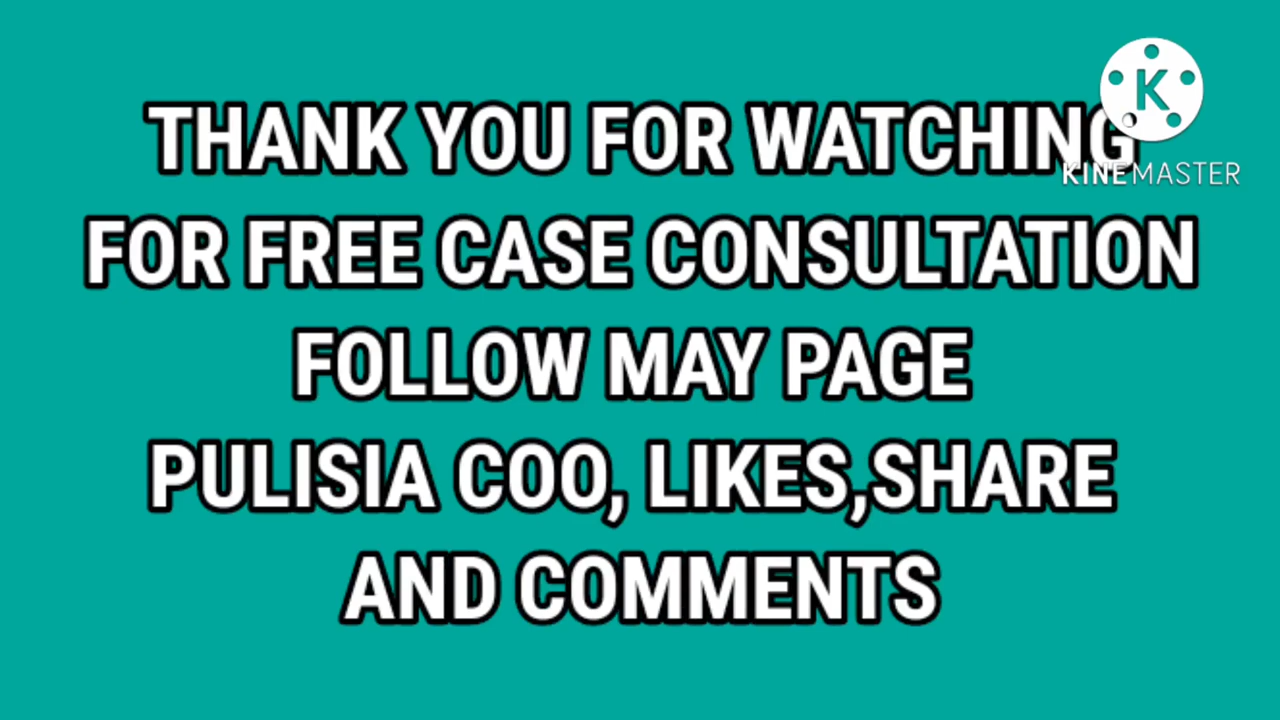 THANK YOU FOR WATCHING
FOR FREE CASE CONSULTATION
FOLLOW MAY PAGE
PULISIA COO, LIKES,SHARE
AND COMMENTS
K
KINEMASTER